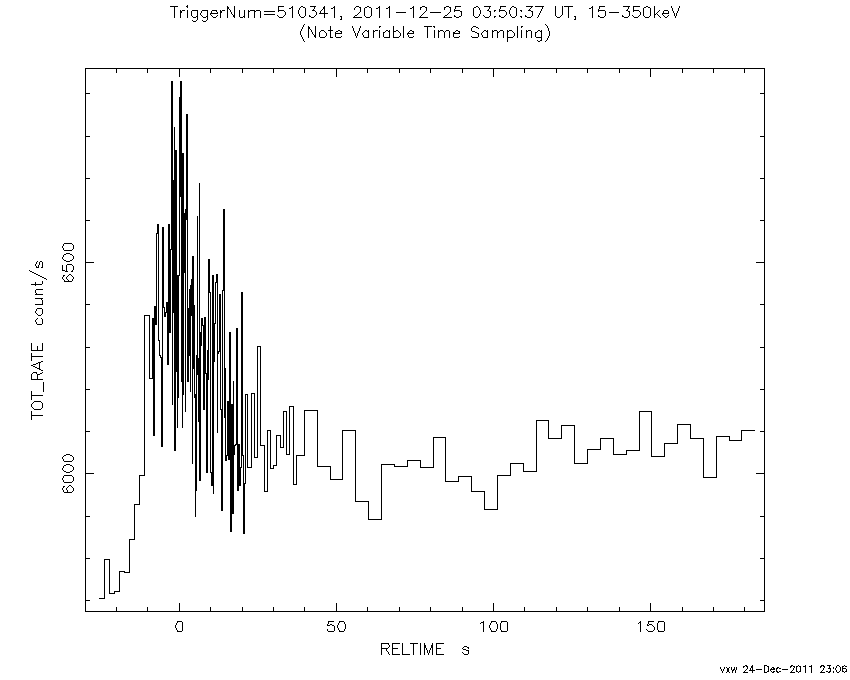 TriggerNum=510341, 2011-12-25 03:50:37 UT, 15-350keV
(Note Variable Time Sampling)
TOT_RATE count/s
6500
6000
0 50 100 150
RELTIME s
vxw 24-Dec-2011 23:06